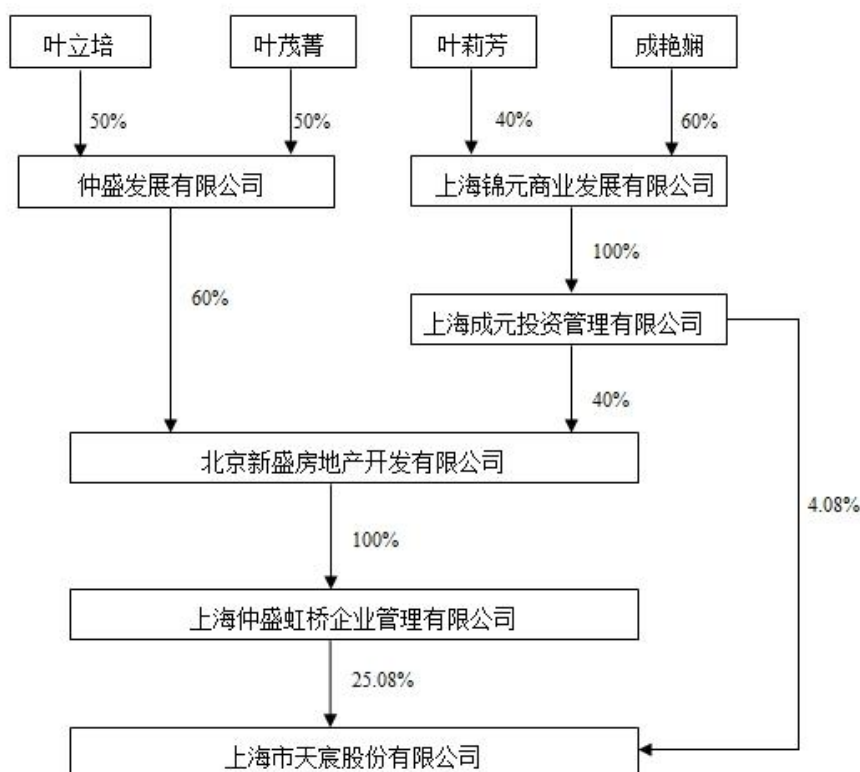 叶立培
叶茂菁
叶莉芳
成艳娴
50%
50%
40%
60%
仲盛发展有限公司
上海锦元商业发展有限公司
100%
60%
上海成元投资管理有限公司
40%
北京新盛房地产开发有限公司
4.08%
100%
上海仲盛虹桥企业管理有限公司
25.08%
上海市天宸股份有限公司